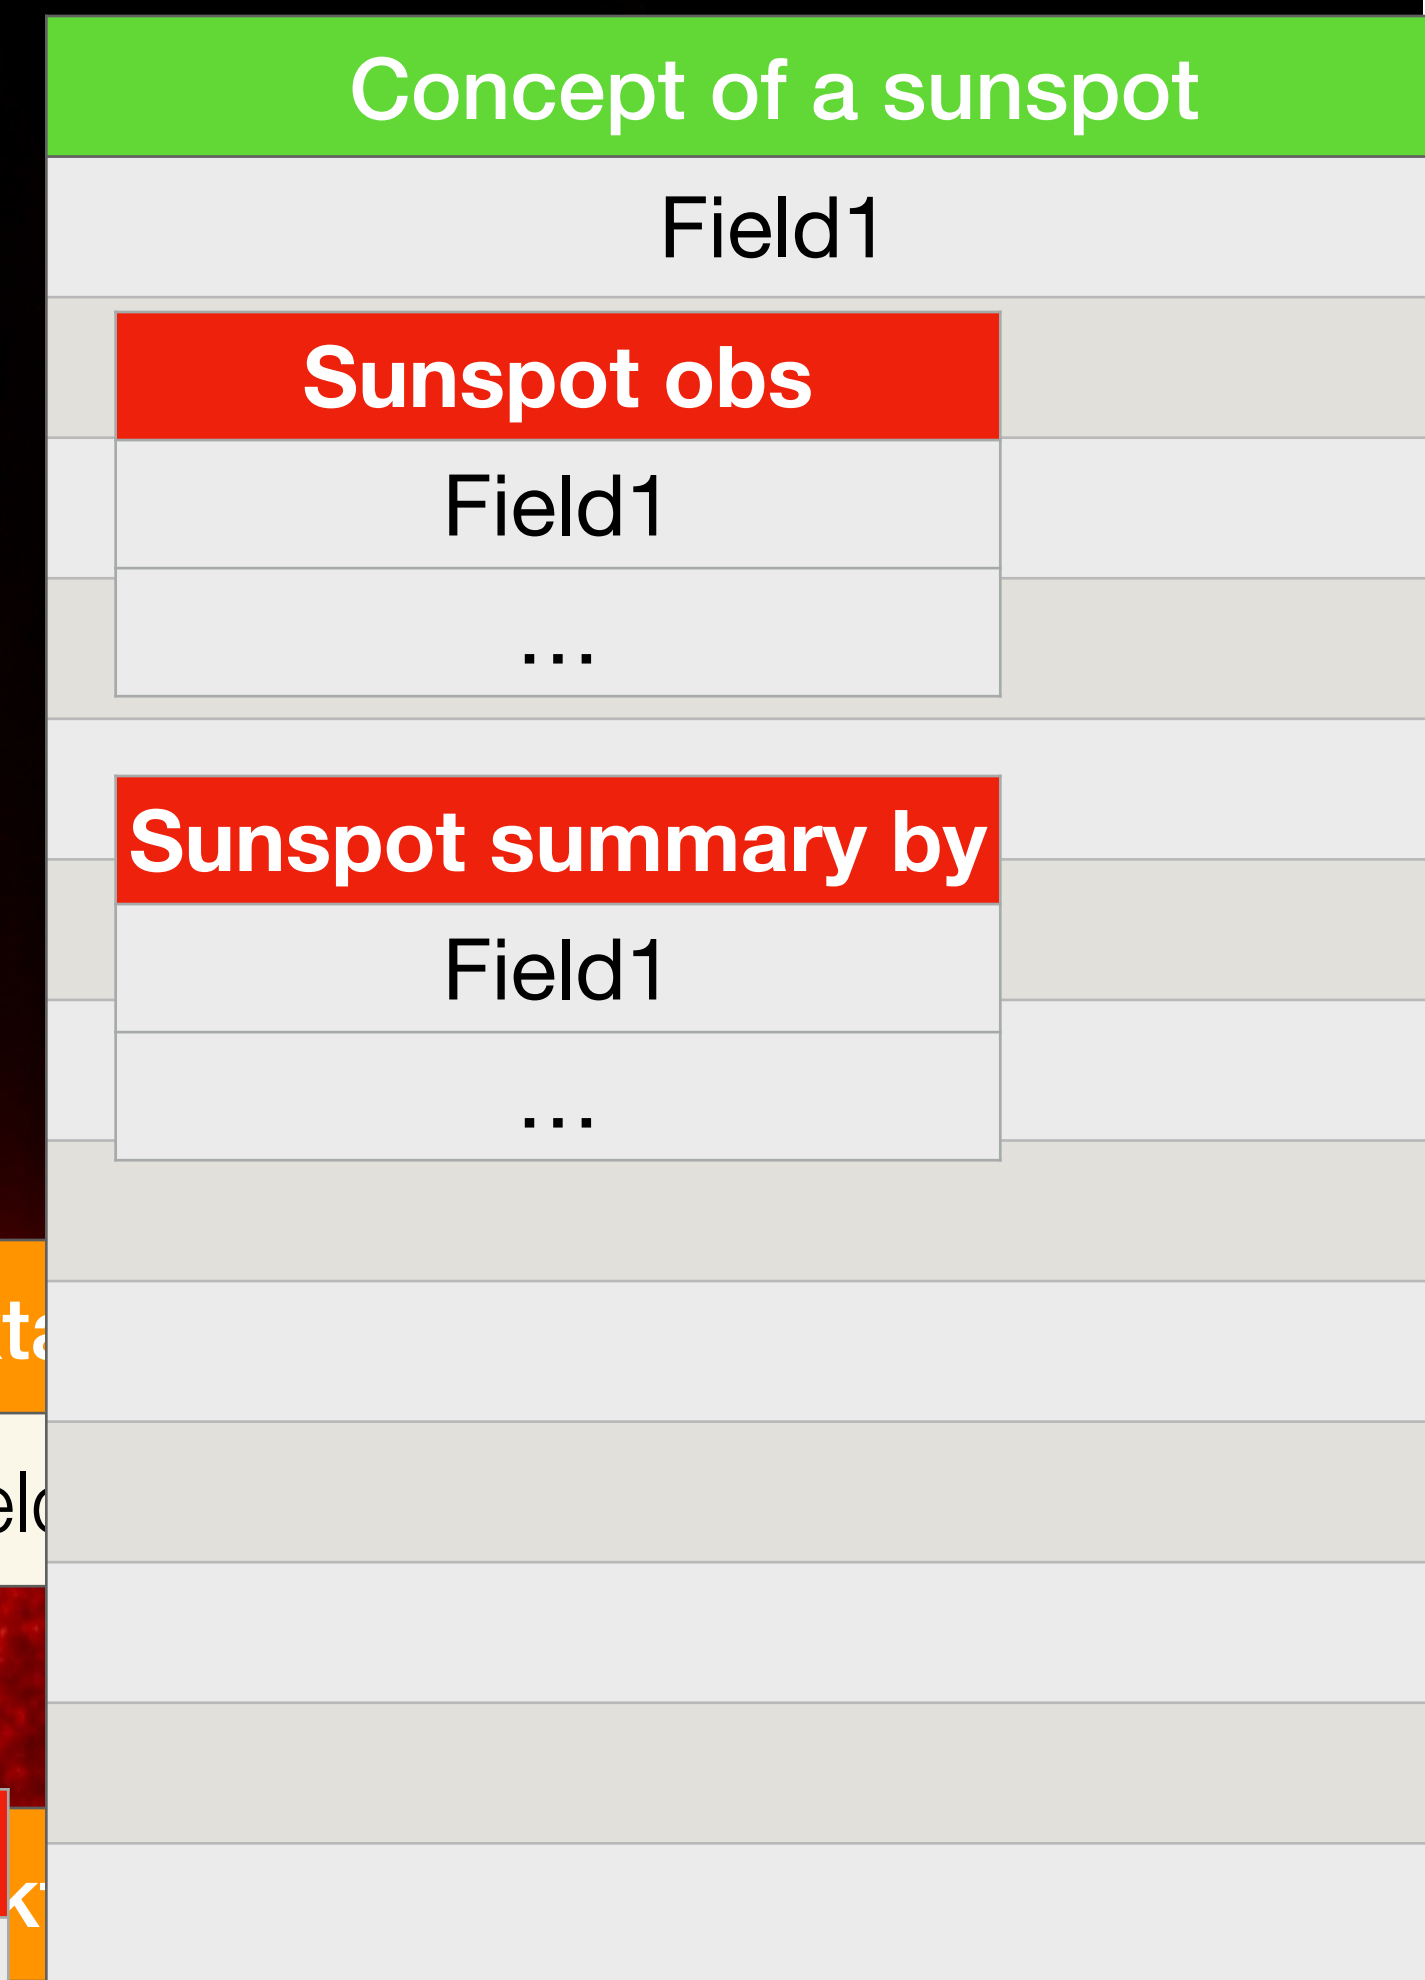 Concept of a sunspot
Field1
Sunspot obs
Field1
…
Sunspot summary by
Field1
…